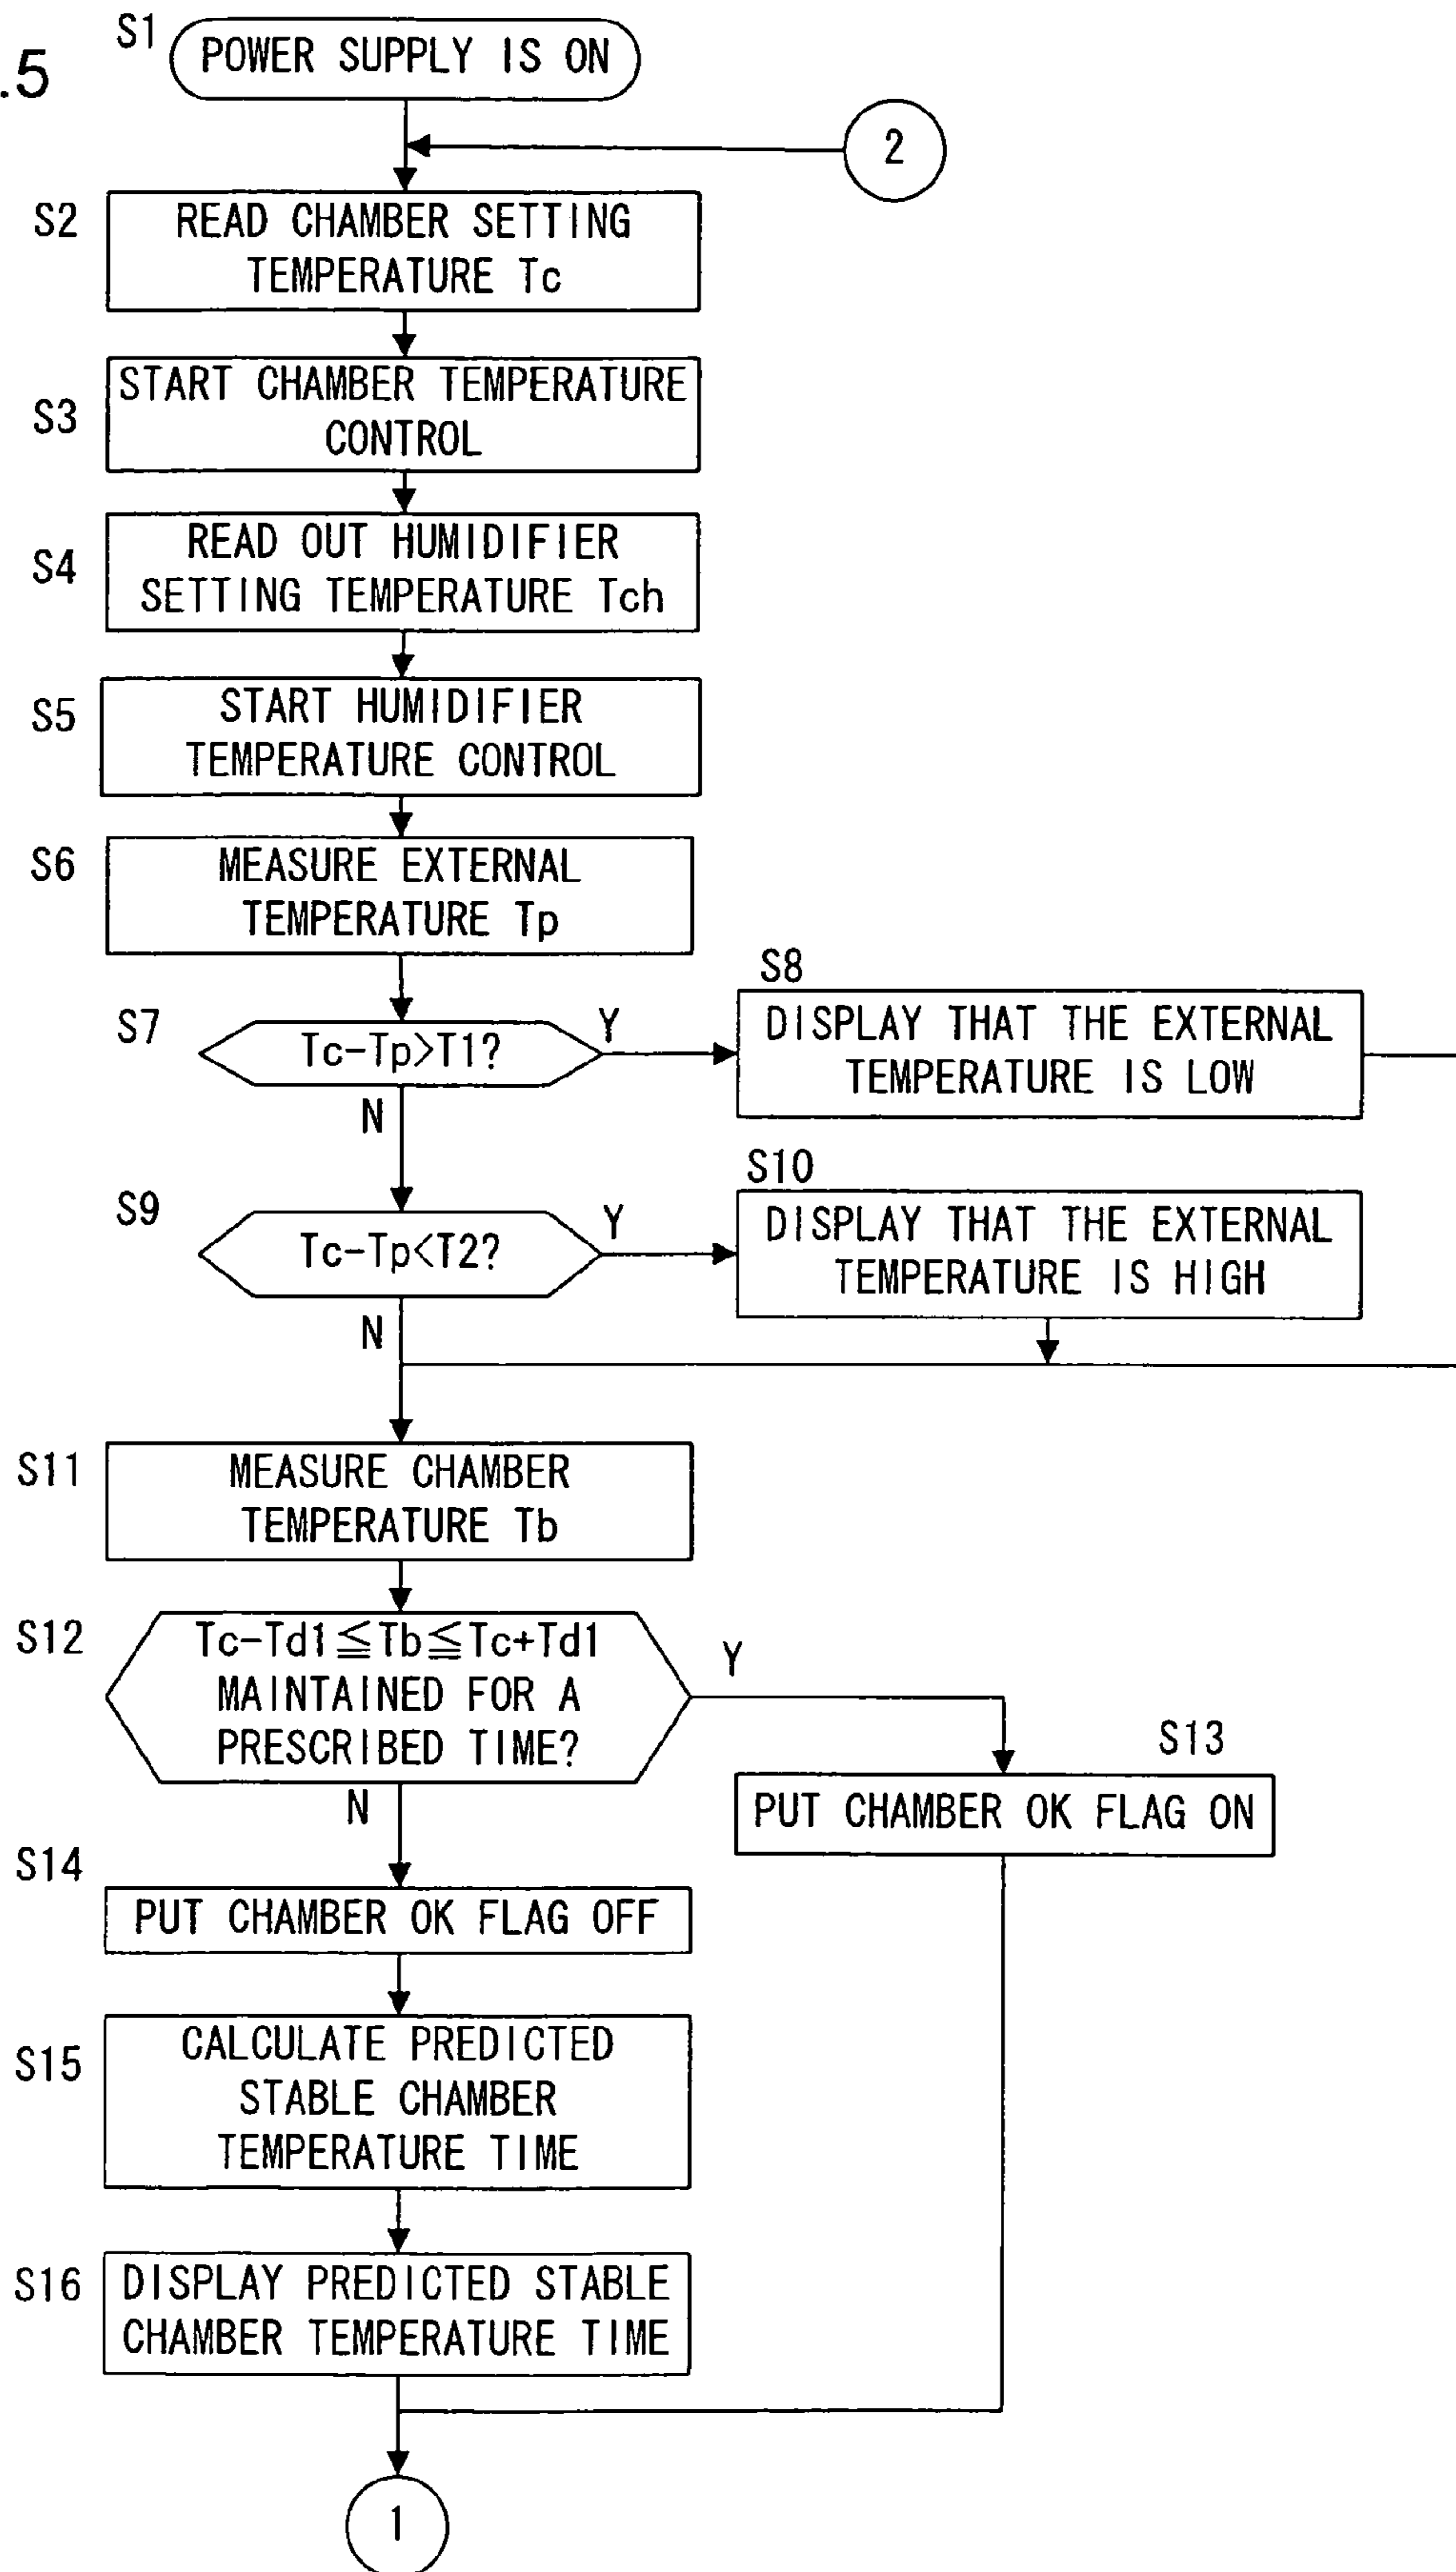 .5
S1
POWER SUPPLY IS ON
2
S2
READ CHAMBER SETTING
TEMPERATURE Tc
S3
START CHAMBER TEMPERATURE
CONTROL
S4
READ OUT HUMIDIFIER
SETTING TEMPERATURE Tch
S5
START HUMIDIFIER
TEMPERATURE CONTROL
S6
MEASURE EXTERNAL
TEMPERATURE Tp
S7
Tc-Tp>T1?
Y
N
S8
DISPLAY THAT THE EXTERNAL
TEMPERATURE IS LOW
S9
Tc-Tp<T2?
Y
N
S10
DISPLAY THAT THE EXTERNAL
TEMPERATURE IS HIGH
S11
MEASURE CHAMBER
TEMPERATURE Tb
S12
Tc-Td1≦Tb≦Tc+Td1
MAINTAINED FOR A
PRESCRIBED TIME?
Y
N
S13
PUT CHAMBER OK FLAG ON
S14
PUT CHAMBER OK FLAG OFF
S15
CALCULATE PREDICTED
STABLE CHAMBER
TEMPERATURE TIME
S16
DISPLAY PREDICTED STABLE
CHAMBER TEMPERATURE TIME
1